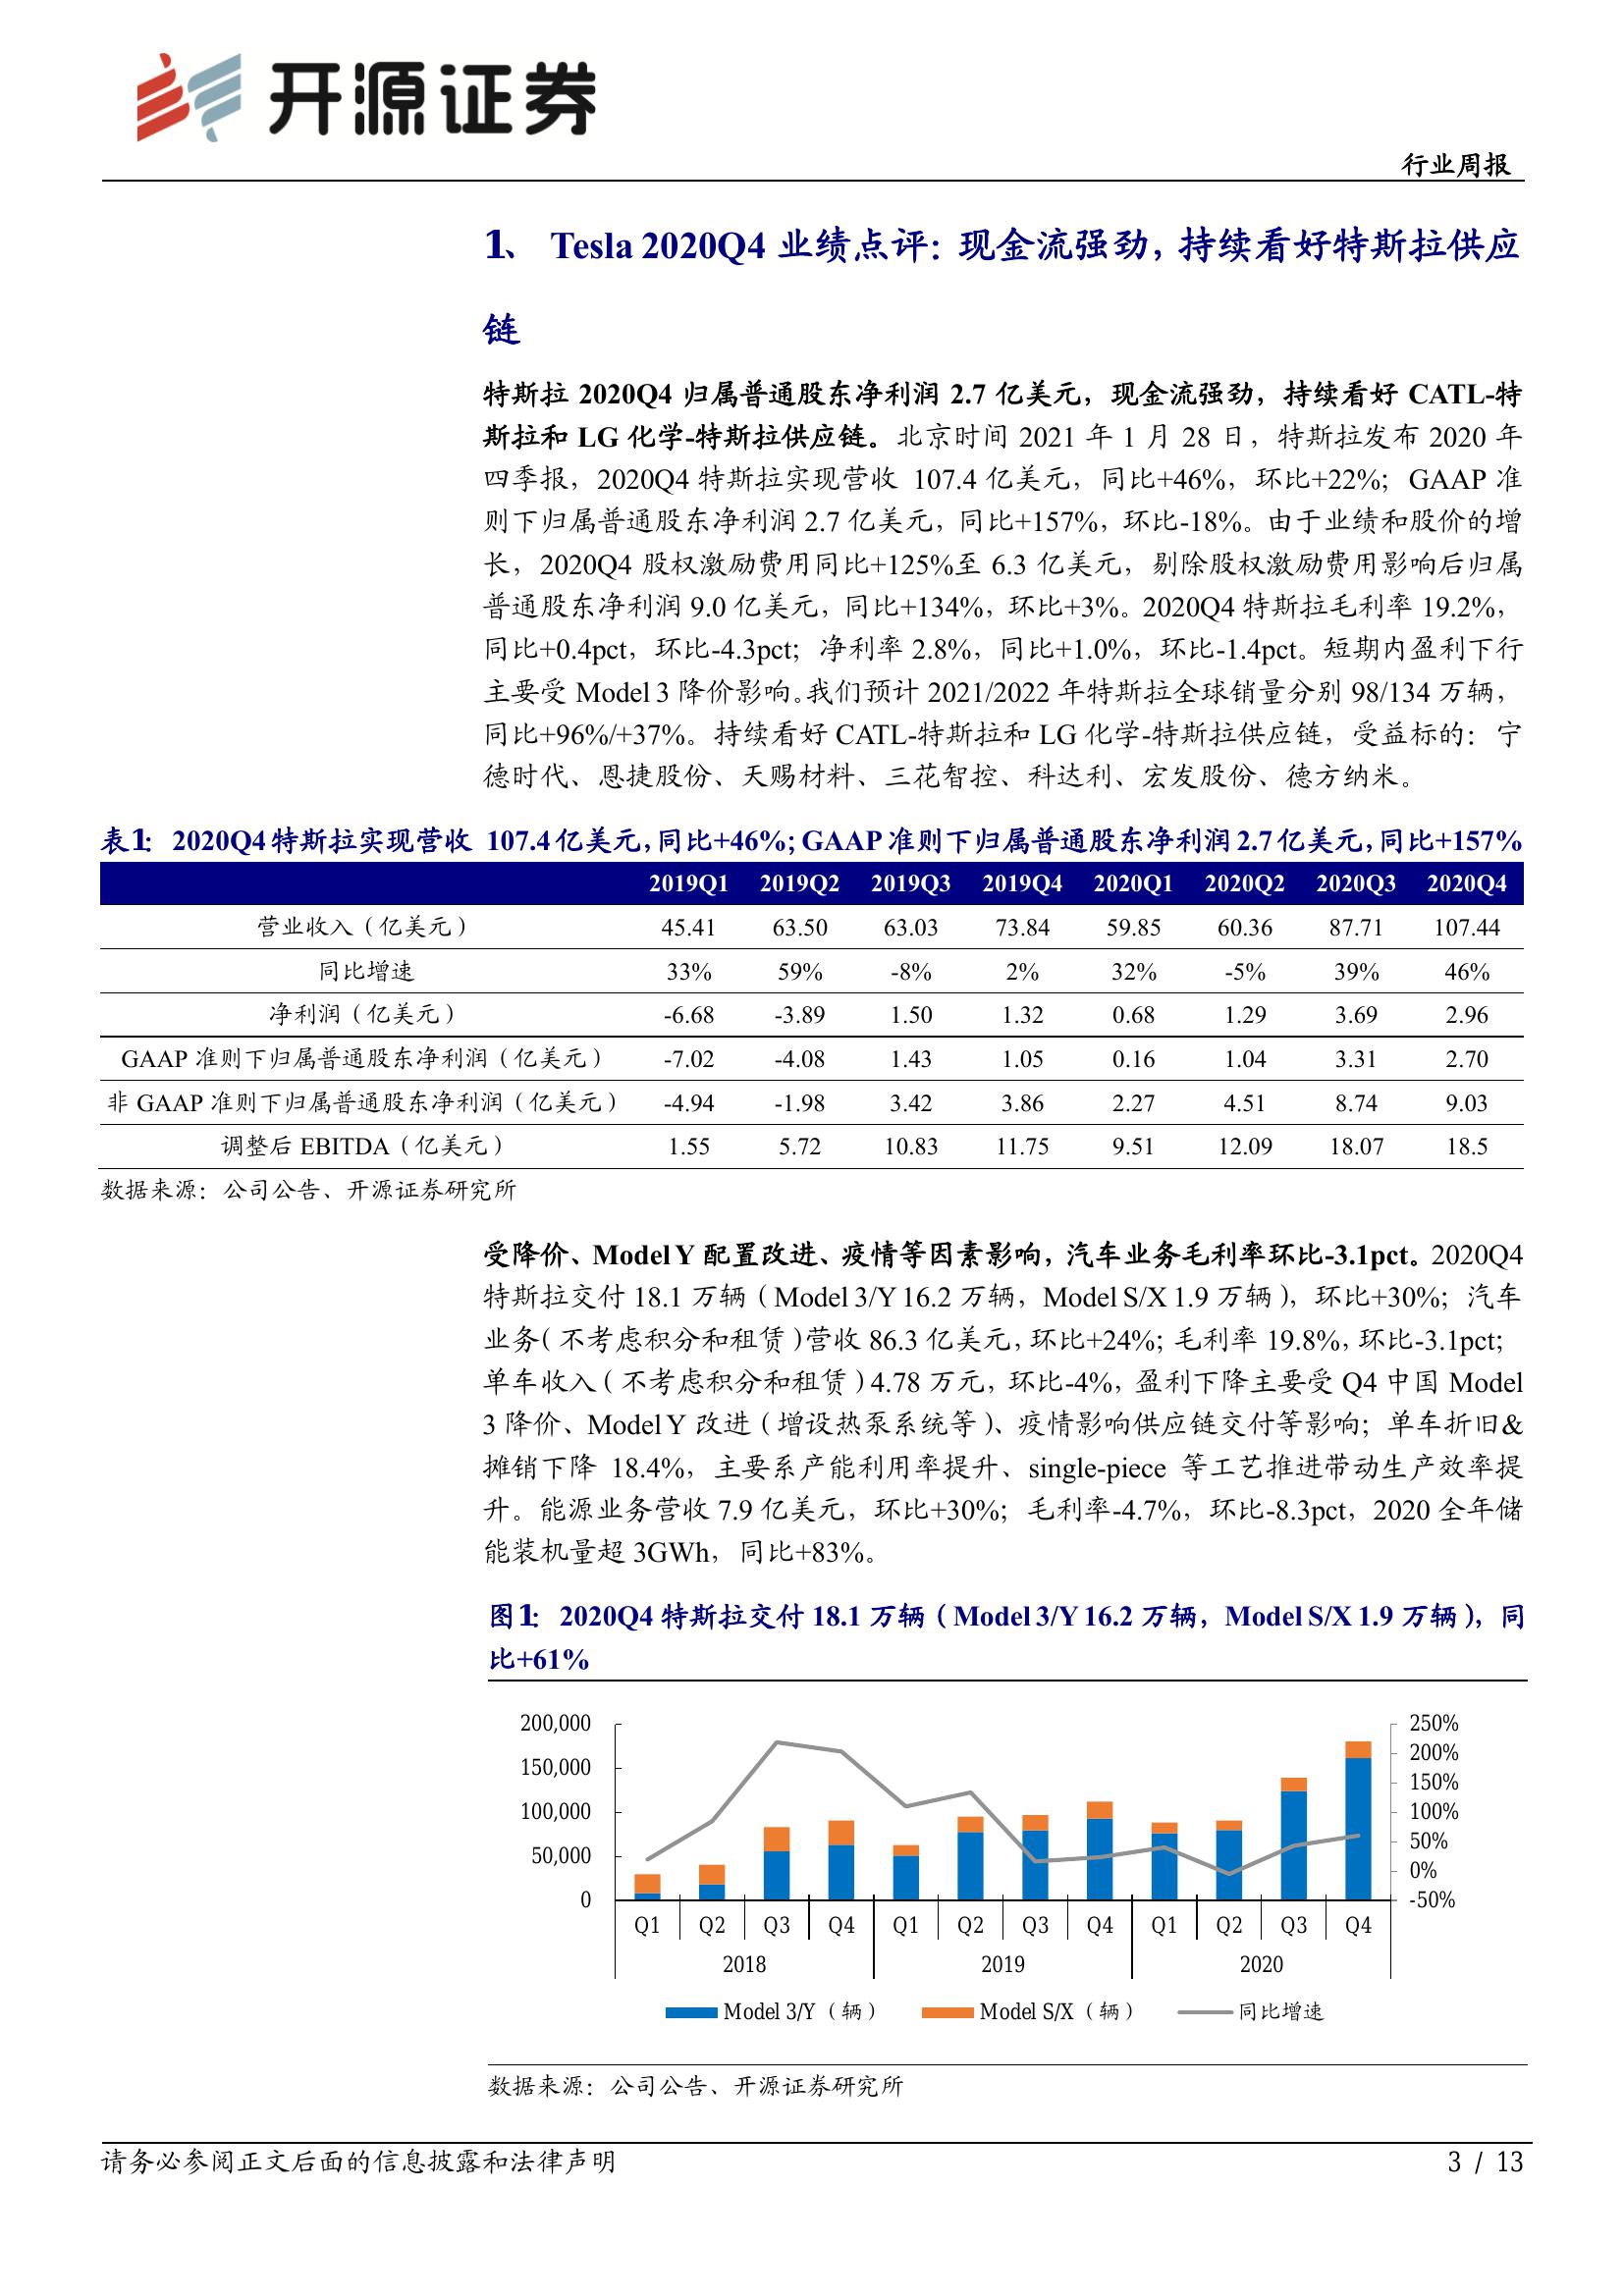 开源证券
行业周报
1、 Tesla 2020Q4 业绩点评：现金流强劲，持续看好特斯拉供应
链
特斯拉 2020Q4 归属普通股东净利润 2.7 亿美元，现金流强劲，持续看好 CATL-特
斯拉和 LG 化学-特斯拉供应链。北京时间 2021 年 1 月 28 日，特斯拉发布 2020 年
四季报，2020Q4 特斯拉实现营收 107.4 亿美元，同比+46%，环比+22%；GAAP 准
则下归属普通股东净利润 2.7 亿美元，同比+157%，环比-18%。由于业绩和股价的增
长，2020Q4 股权激励费用同比+125%至 6.3 亿美元，剔除股权激励费用影响后归属
普通股东净利润 9.0 亿美元，同比+134%，环比+3%。2020Q4 特斯拉毛利率 19.2%，
同比+0.4pct，环比-4.3pct；净利率 2.8%，同比+1.0%，环比-1.4pct。短期内盈利下行
主要受 Model 3 降价影响。我们预计 2021/2022 年特斯拉全球销量分别 98/134 万辆，
同比+96%/+37%。持续看好 CATL-特斯拉和 LG 化学-特斯拉供应链，受益标的：宁
德时代、恩捷股份、天赐材料、三花智控、科达利、宏发股份、德方纳米。
表1： 2020Q4特斯拉实现营收 107.4亿美元，同比+46%；GAAP准则下归属普通股东净利润2.7亿美元，同比+157%
2019Q1 2019Q2 2019Q3 2019Q4 2020Q1 2020Q2 2020Q3 2020Q4
营业收入（亿美元） 45.41 63.50 63.03 73.84 59.85 60.36 87.71 107.44
同比增速 33% 59% -8% 2% 32% -5% 39% 46%
净利润（亿美元） -6.68 -3.89 1.50 1.32 0.68 1.29 3.69 2.96
GAAP 准则下归属普通股东净利润（亿美元） -7.02 -4.08 1.43 1.05 0.16 1.04 3.31 2.70
非 GAAP 准则下归属普通股东净利润（亿美元） -4.94 -1.98 3.42 3.86 2.27 4.51 8.74 9.03
调整后 EBITDA（亿美元） 1.55 5.72 10.83 11.75 9.51 12.09 18.07 18.5
数据来源：公司公告、开源证券研究所
受降价、Model Y 配置改进、疫情等因素影响，汽车业务毛利率环比-3.1pct。2020Q4
特斯拉交付 18.1 万辆（Model 3/Y 16.2 万辆，Model S/X 1.9 万辆），环比+30%；汽车
业务（不考虑积分和租赁）营收 86.3 亿美元，环比+24%；毛利率 19.8%，环比-3.1pct；
单车收入（不考虑积分和租赁）4.78 万元，环比-4%，盈利下降主要受 Q4 中国 Model
3 降价、Model Y 改进（增设热泵系统等）、疫情影响供应链交付等影响；单车折旧&
摊销下降 18.4%，主要系产能利用率提升、single-piece 等工艺推进带动生产效率提
升。能源业务营收 7.9 亿美元，环比+30%；毛利率-4.7%，环比-8.3pct，2020 全年储
能装机量超 3GWh，同比+83%。
图1： 2020Q4 特斯拉交付 18.1 万辆（Model 3/Y 16.2 万辆，Model S/X 1.9 万辆），同
比+61%
200,000 250%
200%
150,000 150%
100,000 100%
50,000 50%
0%
0 -50%
Q1 Q2 Q3 Q4 Q1 Q2 Q3 Q4 Q1 Q2 Q3 Q4
2018 2019 2020
Model 3/Y（辆） Model S/X（辆） 同比增速
数据来源：公司公告、开源证券研究所
请务必参阅正文后面的信息披露和法律声明 3 / 13